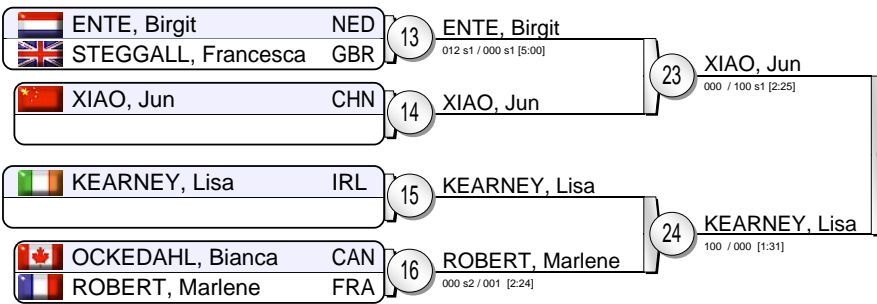 ENTE, Birgit NED
STEGGALL, Francesca GBR
13
ENTE, Birgit
012 s1 / 000 s1 [5:00]
XIAO, Jun CHN
14
XIAO, Jun
23
XIAO, Jun
000 / 100 s1 [2:25]
KEARNEY, Lisa IRL
15
KEARNEY, Lisa
OCKEDAHL, Bianca CAN
ROBERT, Marlene FRA
16
ROBERT, Marlene
000 s2 / 001 [2:24]
24
KEARNEY, Lisa
100 / 000 [1:31]